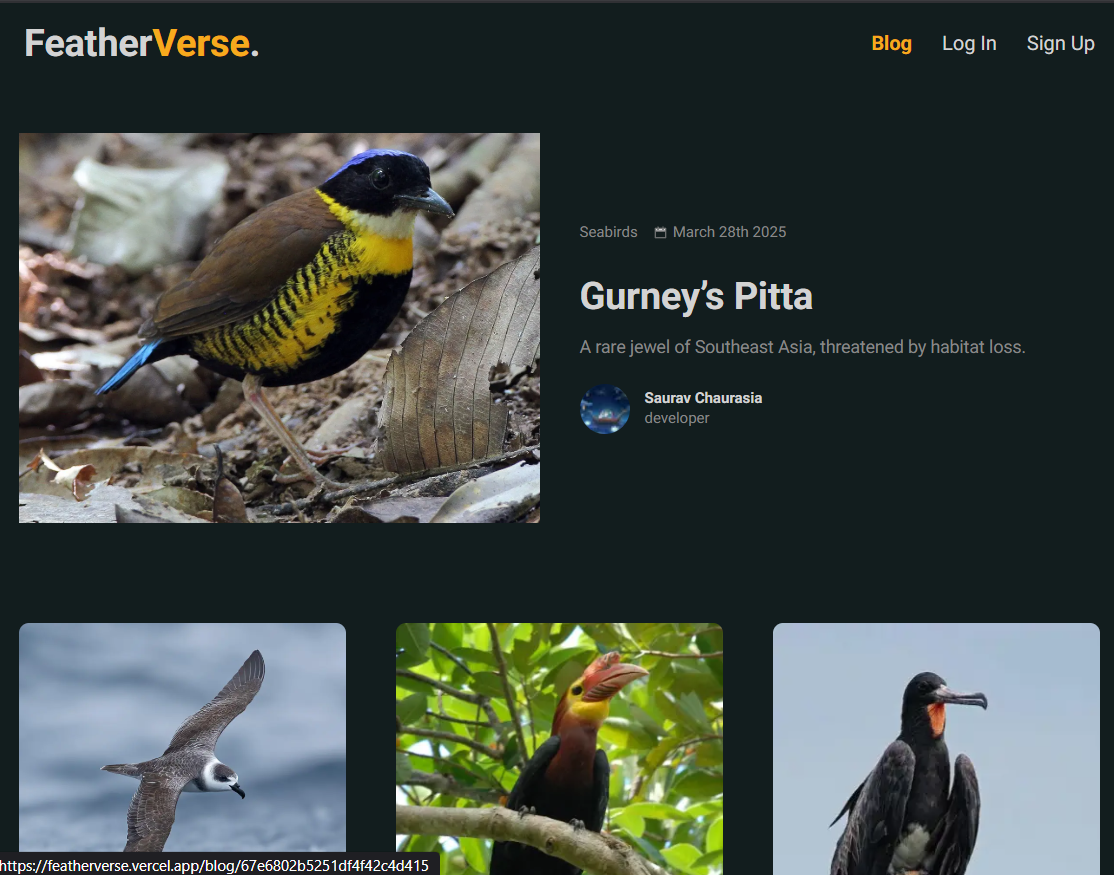 FeatherVerse.
Blog Log In Sign Up
Seabirds March 28th 2025
Gurney’s Pitta
A rare jewel of Southeast Asia, threatened by habitat loss.
Saurav Chaurasia
developer
https://featherverse.vercel.app/blog/67e6802b5251df4f42c4d415